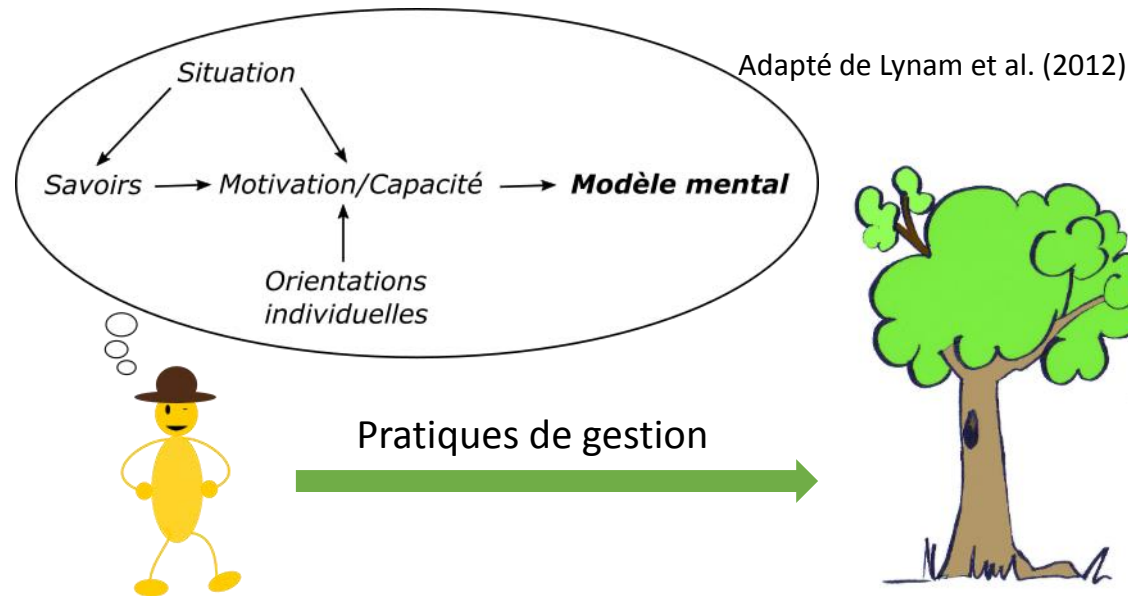 Situation
Adapté de Lynam et al. (2012)
Savoirs
Motivation/Capacité
Modèle mental
Orientations
individuelles
Pratiques de gestion